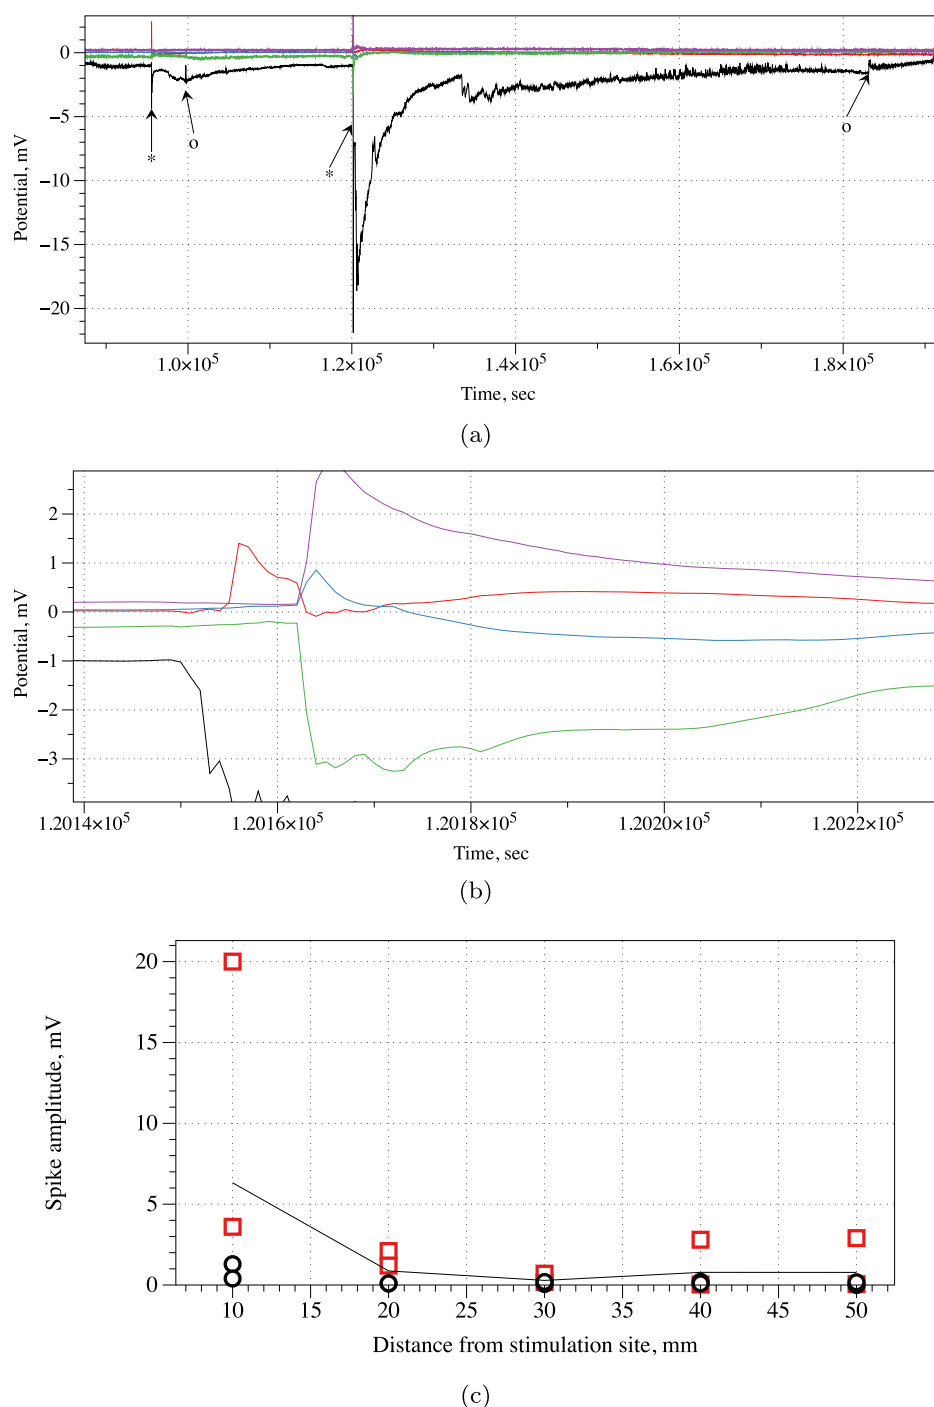 0
−5
−10
−15
−20
Potential, mV
*
o
*
o
1.0×10⁵ 1.2×10⁵ 1.4×10⁵ 1.6×10⁵ 1.8×10⁵
Time, sec
(a)
2
1
0
−1
−2
−3
Potential, mV
1.2014×10⁵ 1.2016×10⁵ 1.2018×10⁵ 1.2020×10⁵ 1.2022×10⁵
Time, sec
(b)
20
15
10
5
0
Spike amplitude, mV
10 15 20 25 30 35 40 45 50
Distance from stimulation site, mm
(c)